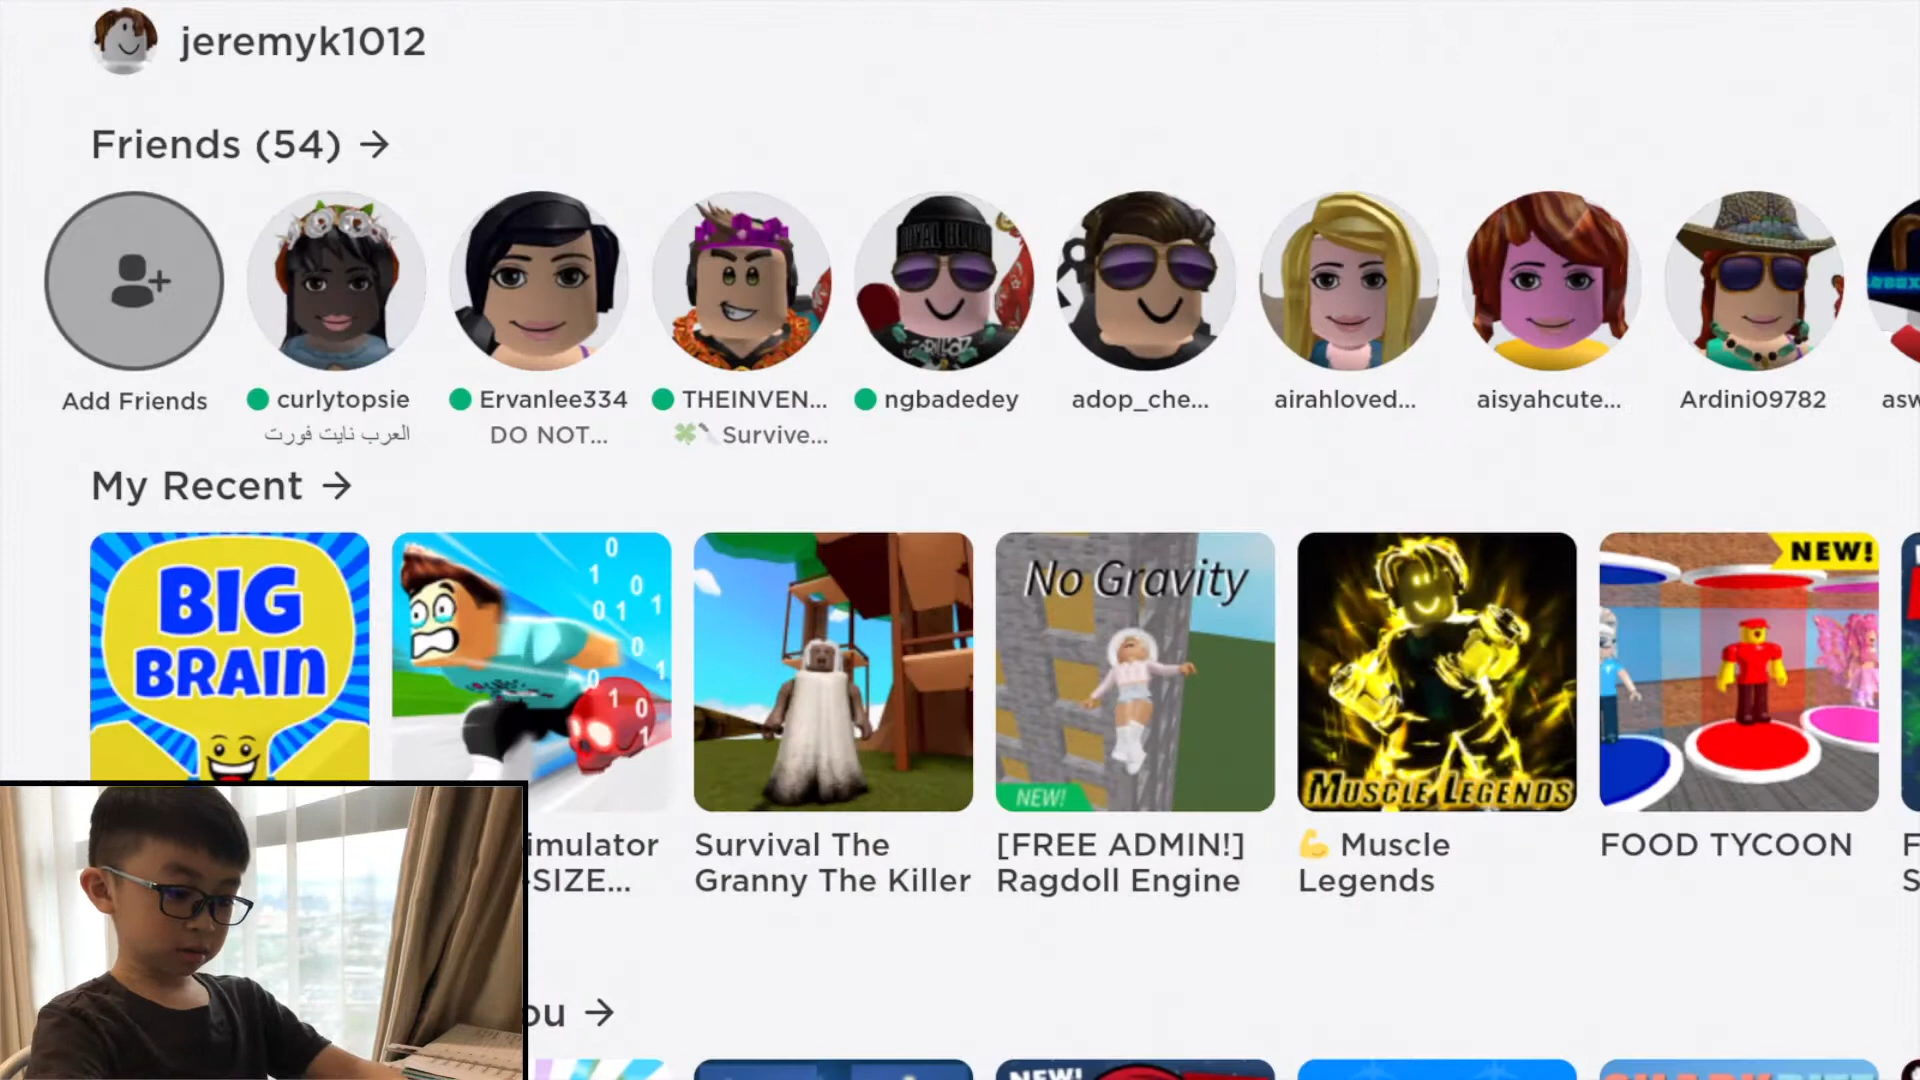 jeremyk1012
Friends (54) →
Add Friends
curlytopsie
العرب نايت فورت
Ervanlee334
DO NOT...
THEINVEN...
Survive...
ngbadedey
adop_che...
airahloved...
aisyahcute...
Ardini09782
asw
My Recent →
BIG
BRAIN
No Gravity
NEW!
MUSCLE LEGENDS
NEW!
imulator
-SIZE...
Survival The
Granny The Killer
[FREE ADMIN!]
Ragdoll Engine
💪 Muscle
Legends
FOOD TYCOON
ou →
NEW!